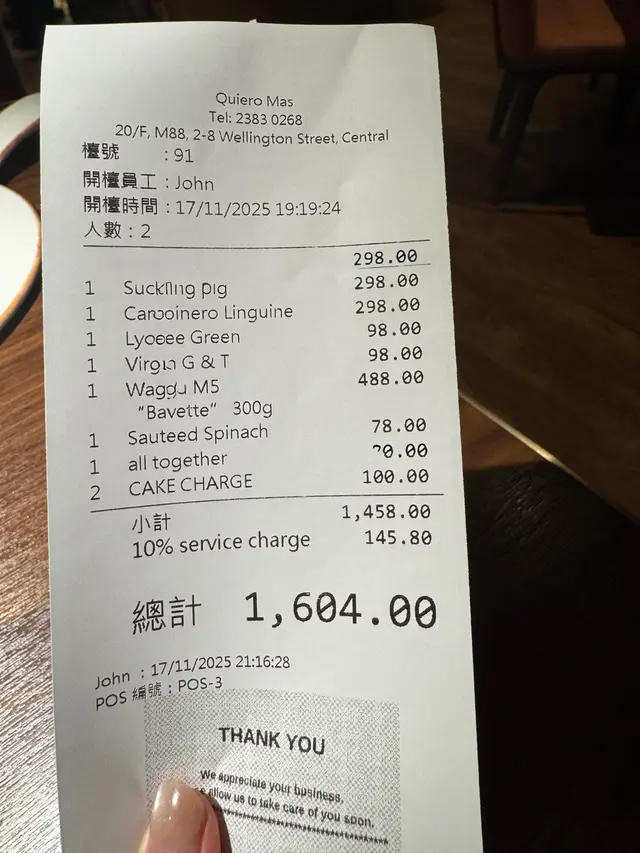 Quiero Mas
Tel: 2383 0268
20/F, M88, 2-8 Wellington Street, Central
檯號 : 91
開檯員工 : John
開檯時間 : 17/11/2025 19:19:24
人數 : 2
298.00
1 Suckling pig 298.00
1 Linguine 298.00
1 Green 98.00
1 Virgin G & T 98.00
1 M5 488.00
"Bavette" 300g
1 Sauteed Spinach 78.00
1 all together
2 CAKE CHARGE 100.00
小計 1,458.00
10% service charge 145.80
總計 1,604.00
John : 17/11/2025 21:16:28
POS 編號 : POS-3
THANK YOU
We appreciate your business,
allow us to take care of you soon.